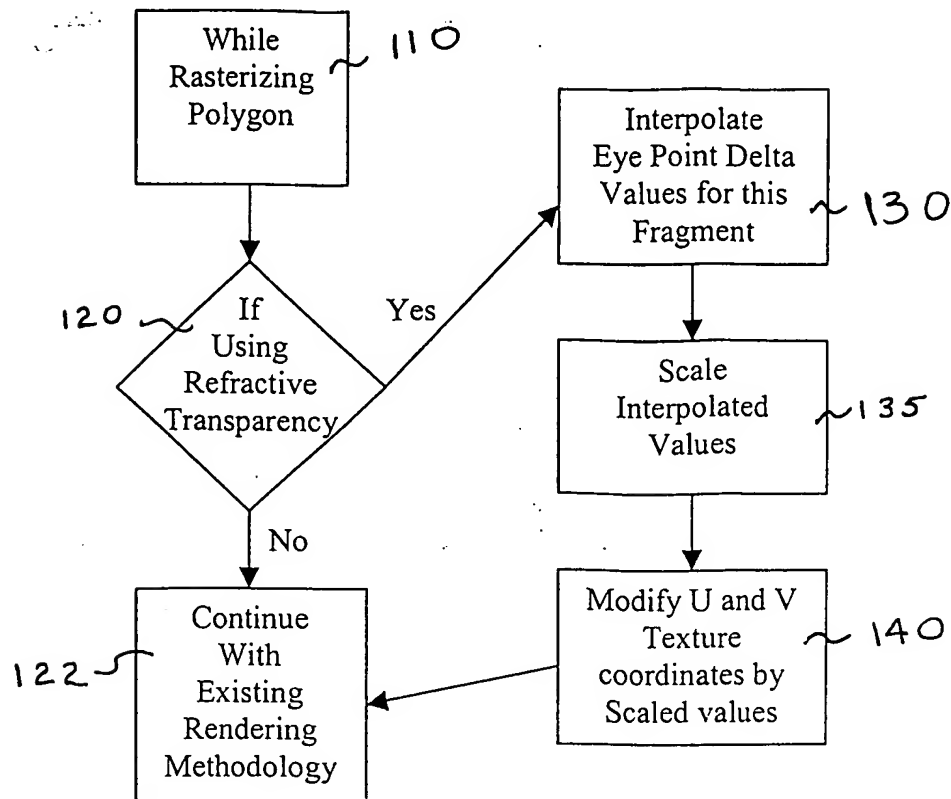 While
Rasterizing
Polygon
110
If
Using
Refractive
Transparency
120
Yes
No
Interpolate
Eye Point Delta
Values for this
Fragment
130
Scale
Interpolated
Values
135
Modify U and V
Texture
coordinates by
Scaled values
140
Continue
With
Existing
Rendering
Methodology
122